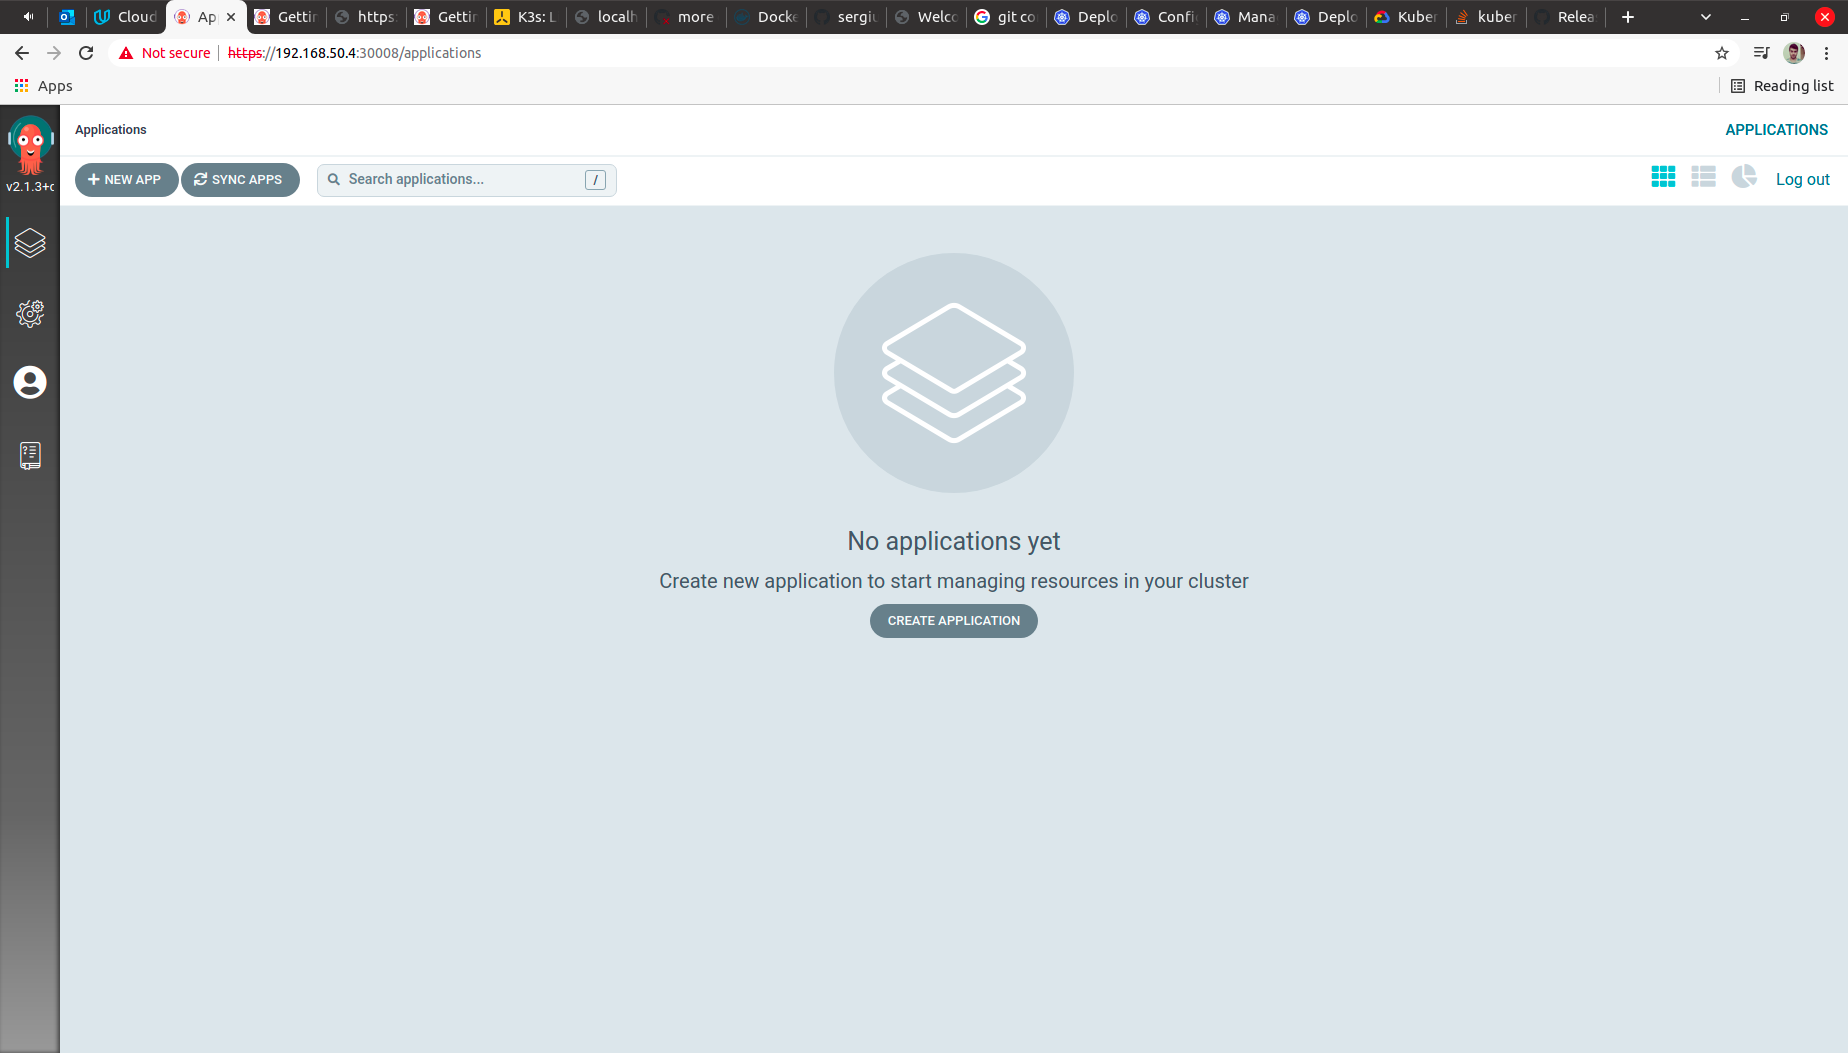 Cloud
Ap
Gettin
https:
Gettin
K3s: L
localh
more
Docke
sergiu
Welco
git co
Deplo
Config
Mana
Deplo
Kuber
kuber
Relea
Not secure
https://192.168.50.4:30008/applications
Apps
Reading list
Applications
APPLICATIONS
v2.1.3+c
NEW APP
SYNC APPS
Search applications...
/
Log out
No applications yet
Create new application to start managing resources in your cluster
CREATE APPLICATION